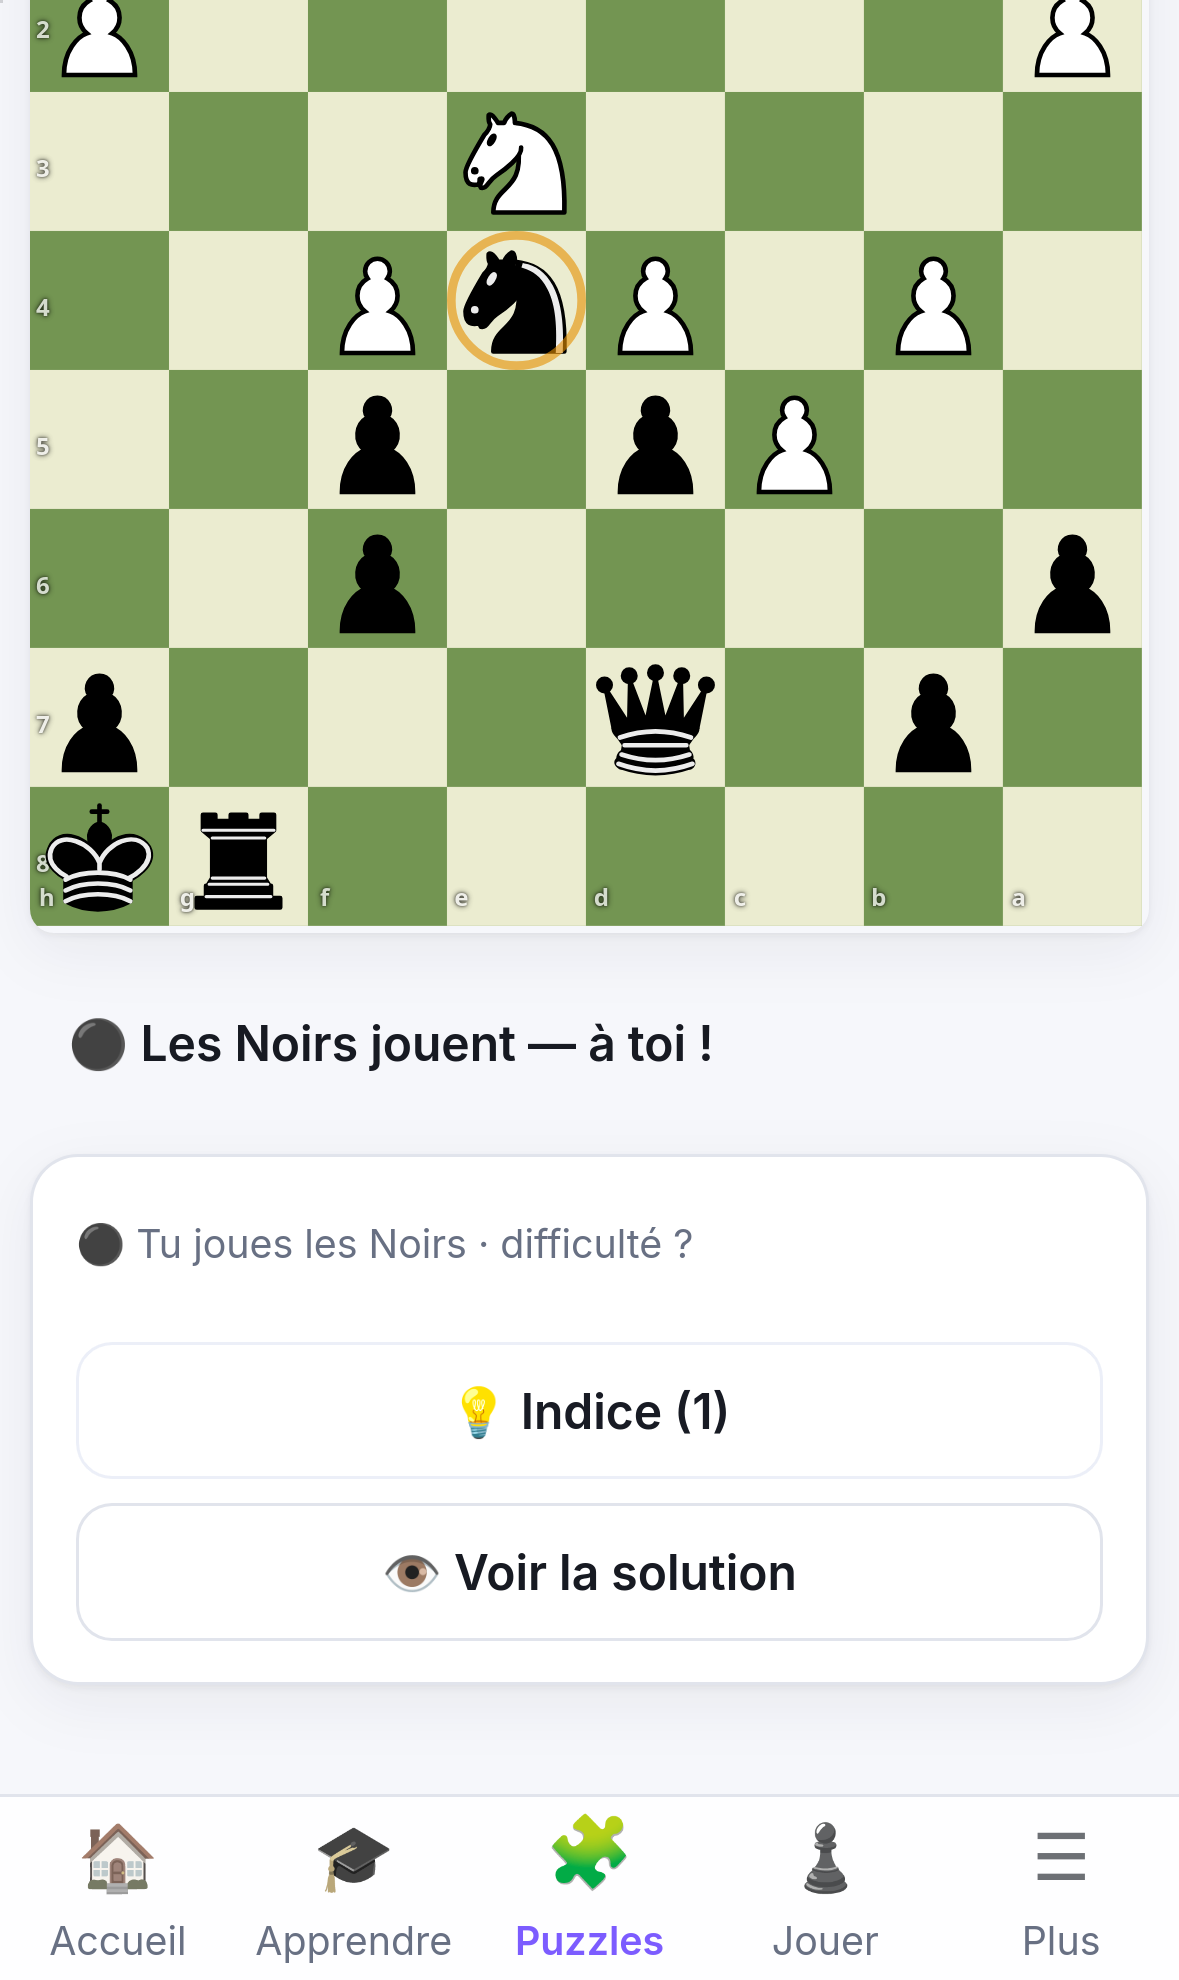 2
3
4
5
6
7
8
h g f e d c b a
Les Noirs jouent — à toi !
Tu joues les Noirs · difficulté ?
Indice (1)
Voir la solution
Accueil Apprendre Puzzles Jouer Plus